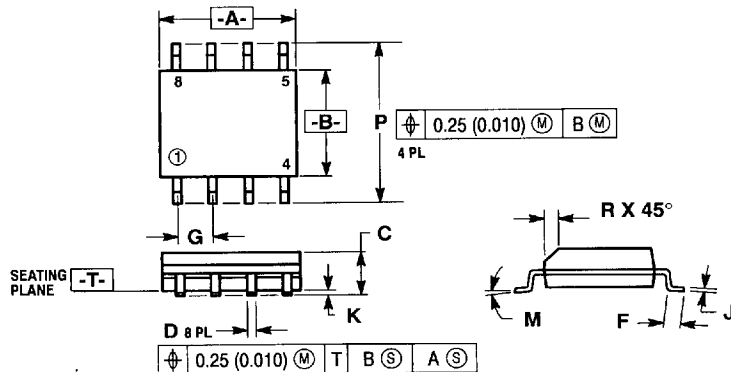 -A-
8 5
-B-
P
⌖ 0.25 (0.010) Ⓜ B Ⓜ
4 PL
① 4
R X 45°
G
C
SEATING PLANE
-T-
K
M
F
J
D 8 PL
⌖ 0.25 (0.010) Ⓜ T B Ⓢ A Ⓢ